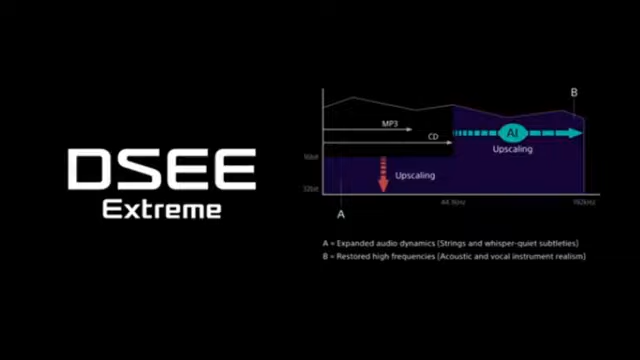 DSEE
Extreme
B
MP3
AI
CD
Upscaling
16bit
Upscaling
32bit
44.1kHz
192kHz
A
A = Expanded audio dynamics (Strings and whisper-quiet subtleties)
B = Restored high frequencies (Acoustic and vocal instrument realism)